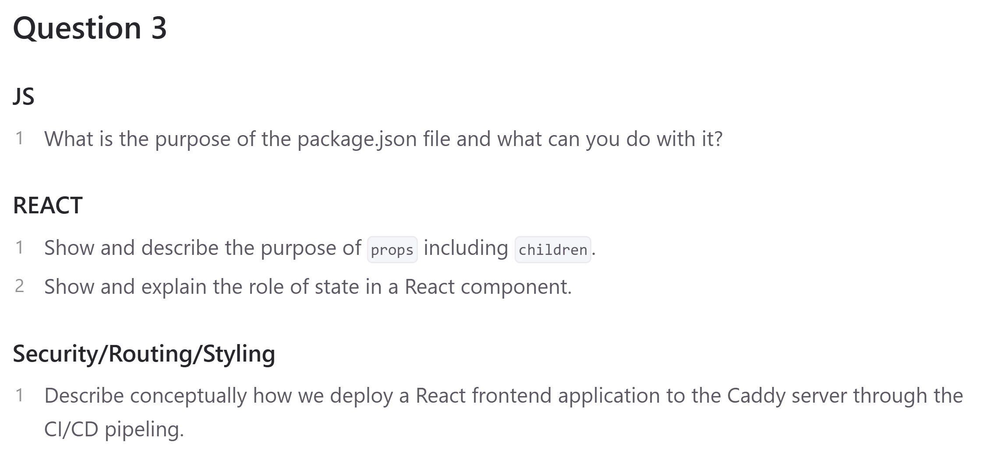 Question 3
JS
1 What is the purpose of the package.json file and what can you do with it?
REACT
1 Show and describe the purpose of props including children.
2 Show and explain the role of state in a React component.
Security/Routing/Styling
1 Describe conceptually how we deploy a React frontend application to the Caddy server through the
CI/CD pipeling.